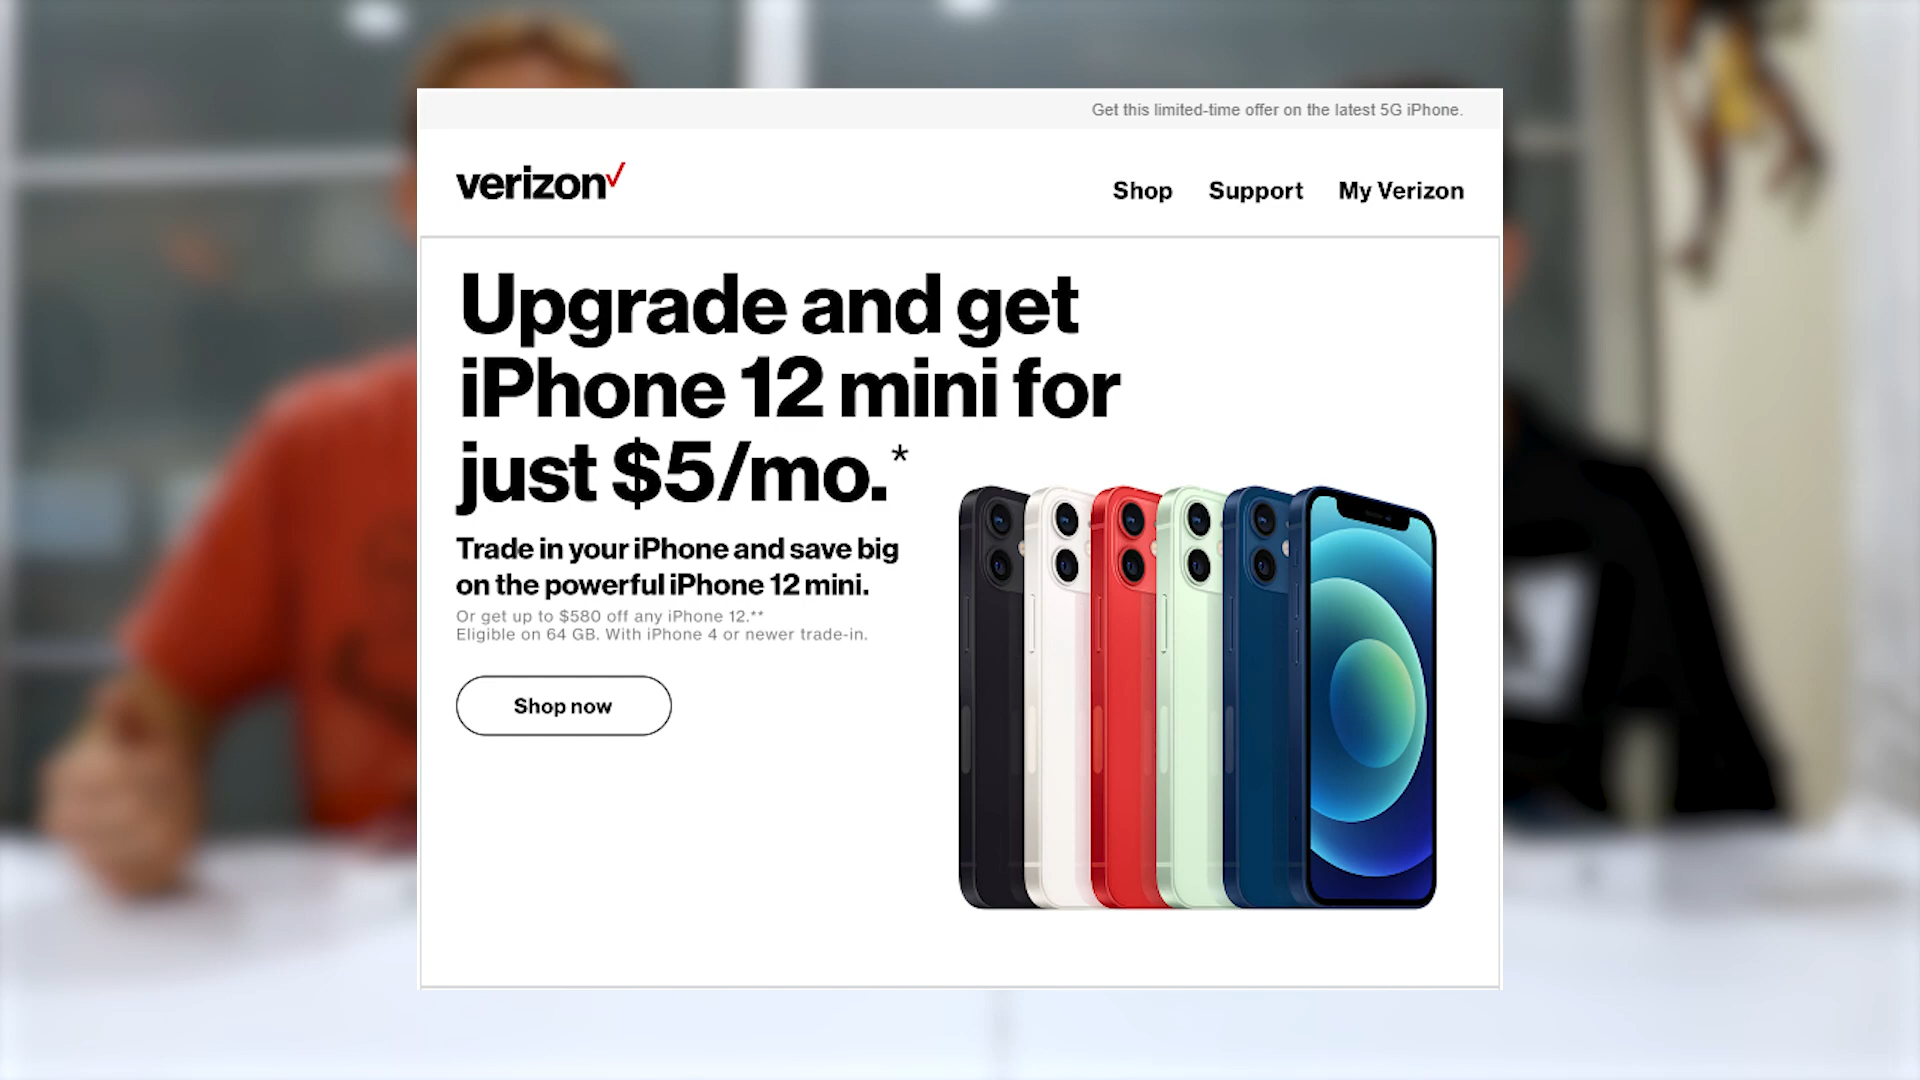 Get this limited-time offer on the latest 5G iPhone.
verizon
Shop Support My Verizon
Upgrade and get
iPhone 12 mini for
just $5/mo.*
Trade in your iPhone and save big
on the powerful iPhone 12 mini.
Or get up to $580 off any iPhone 12.**
Eligible on 64 GB. With iPhone 4 or newer trade-in.
Shop now